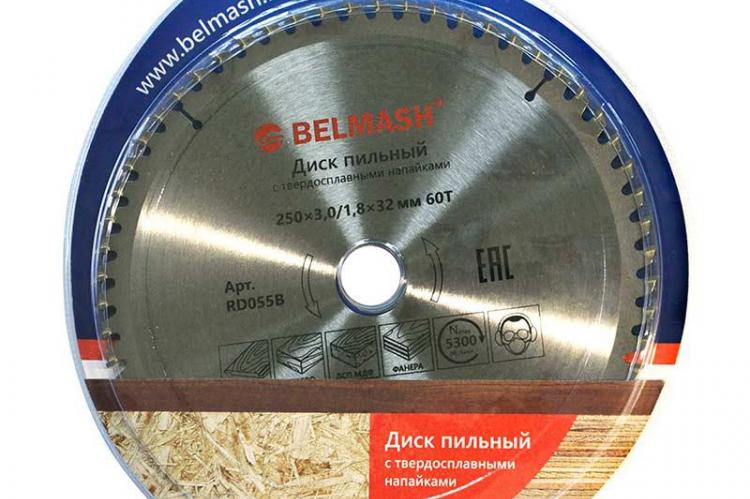 www.belmash.
BELMASH
Диск пильный
с твердосплавными напайками
250×3,0/1,8×32 мм 60T
Арт.
RD055B
EAC
ДСП, МДФ
ФАНЕРА
Nmax
5300
Диск пильный
с твердосплавными
напайками